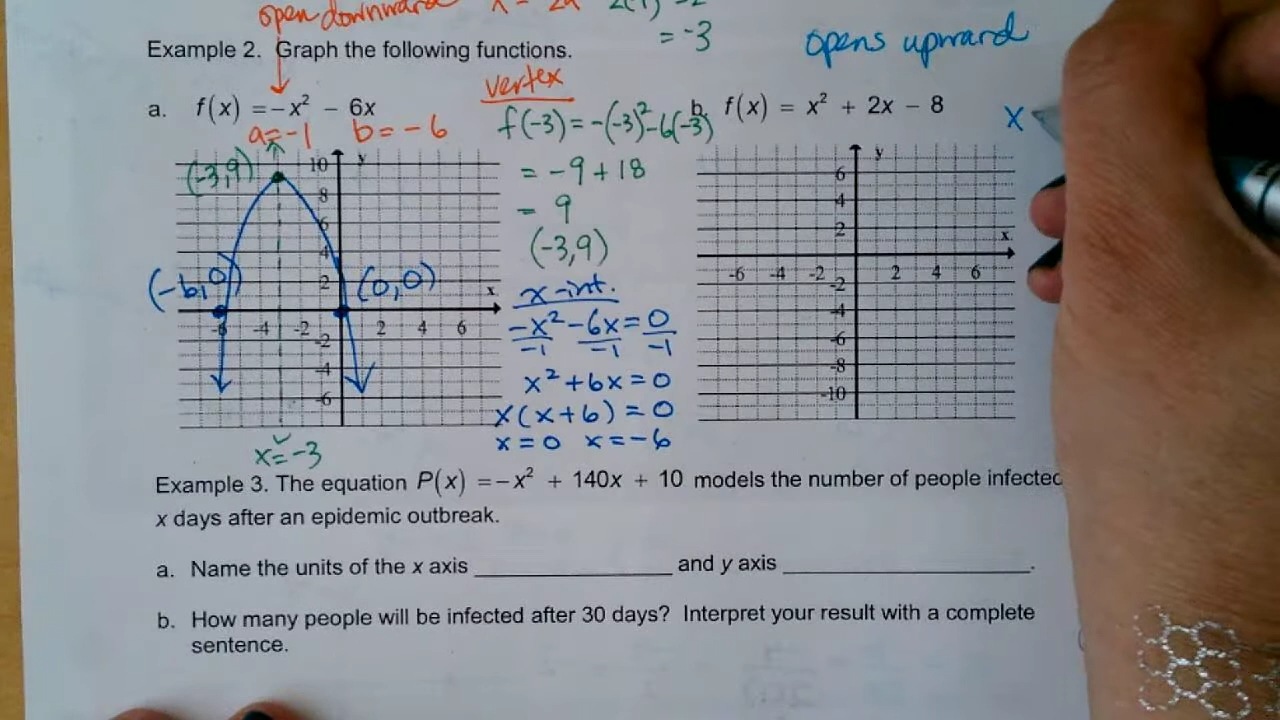 open downward
= -3
opens upward
Example 2. Graph the following functions.
vertex
a. f(x) = -x² - 6x
a = -1 b = -6
f(-3) = -(-3)² - 6(-3)
= -9 + 18
= 9
(-3,9)
b. f(x) = x² + 2x - 8
x
(-3,9)
(-6,0)
(0,0)
y
10
8
6
4
2
x
-6 -4 -2 2 4 6
-2
-4
-6
x = -3
x-int.
-x² - 6x = 0
-1 -1 -1
x² + 6x = 0
x(x+6) = 0
x = 0 x = -6
y
6
4
2
x
-6 -4 -2 2 4 6
-2
-4
-6
-8
-10
Example 3. The equation P(x) = -x² + 140x + 10 models the number of people infected
x days after an epidemic outbreak.
a. Name the units of the x axis ____________ and y axis ____________.
b. How many people will be infected after 30 days? Interpret your result with a complete
sentence.